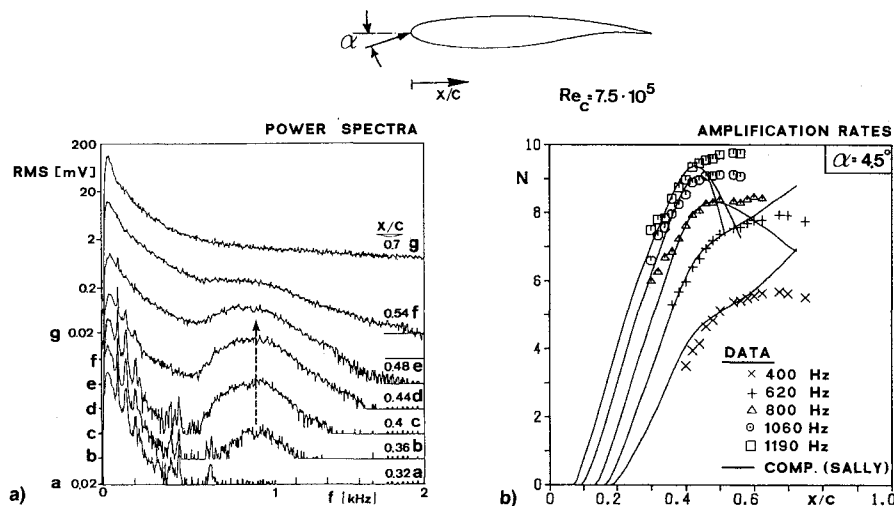 α
X/C
Re_c = 7.5 · 10^5
POWER SPECTRA
RMS [mV]
200
20
2
0.2
g 0.02
f
e
d
c
b
a 0,02
X/C
0.7 g
0.54 f
0.48 e
0.44 d
0.4 c
0.36 b
0.32 a
0
1
2
f [kHz]
a)
AMPLIFICATION RATES
α = 4,5°
N
10
8
6
4
2
0
DATA
× 400 Hz
+ 620 Hz
△ 800 Hz
⊙ 1060 Hz
⊡ 1190 Hz
— COMP. (SALLY)
0.0
0.2
0.4
0.6
X/C
1.0
b)